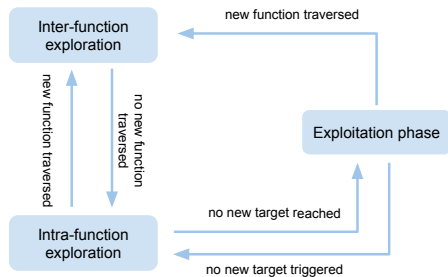 new function traversed
Inter-function
exploration
new function traversed
no new function
traversed
Exploitation phase
no new target reached
Intra-function
exploration
no new target triggered